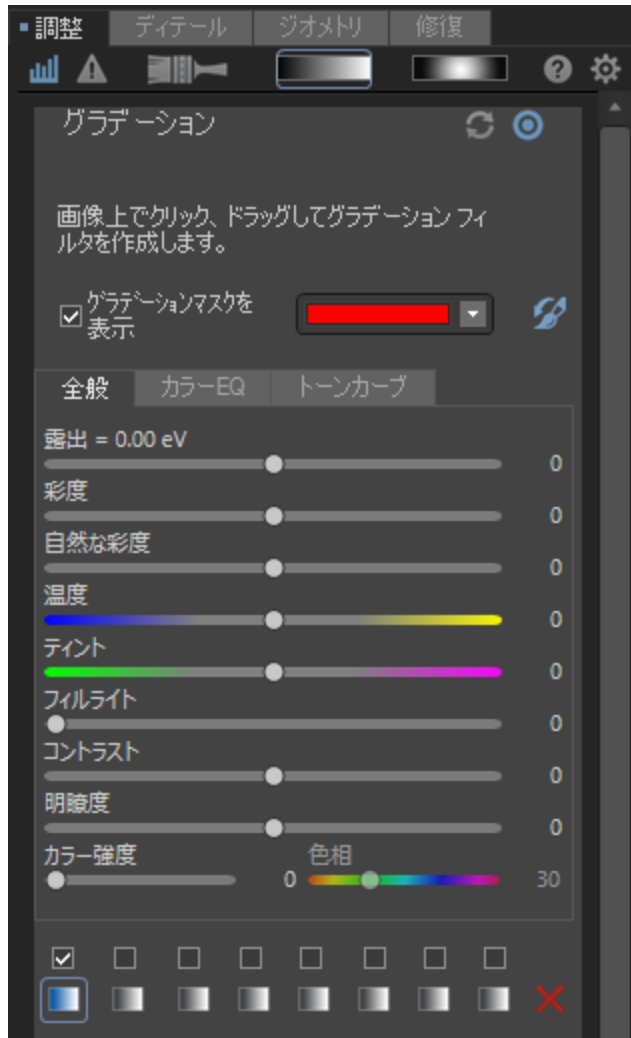 調整 ディテール ジオメトリ 修復
グラデーション
画像上でクリック、ドラッグしてグラデーション フィ
ルタを作成します。
グラデーションマスクを
表示
全般 カラーEQ トーンカーブ
露出 = 0.00 eV
0
彩度
0
自然な彩度
0
温度
0
ティント
0
フィルライト
0
コントラスト
0
明瞭度
0
カラー強度 色相
0 30